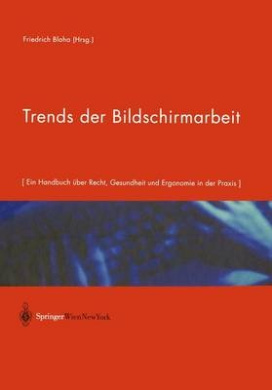 Friedrich Blaha (Hrsg.)
Trends der Bildschirmarbeit
[ Ein Handbuch über Recht, Gesundheit und Ergonomie in der Praxis ]
SpringerWienNewYork